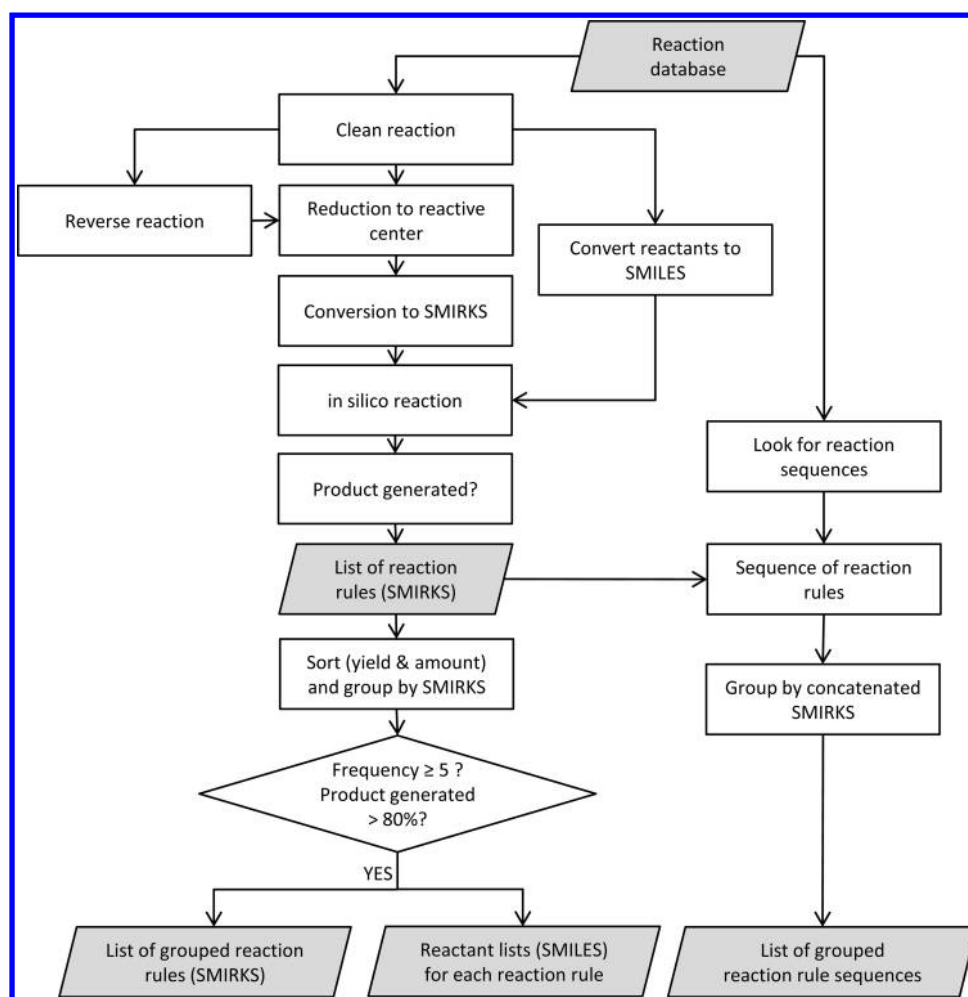 Reaction
database
Clean reaction
Reverse reaction
Reduction to reactive
center
Convert reactants to
SMILES
Conversion to SMIRKS
in silico reaction
Look for reaction
sequences
Product generated?
List of reaction
rules (SMIRKS)
Sequence of reaction
rules
Sort (yield & amount)
and group by SMIRKS
Group by concatenated
SMIRKS
Frequency ≥ 5 ?
Product generated
> 80%?
YES
List of grouped reaction
rules (SMIRKS)
Reactant lists (SMILES)
for each reaction rule
List of grouped
reaction rule sequences